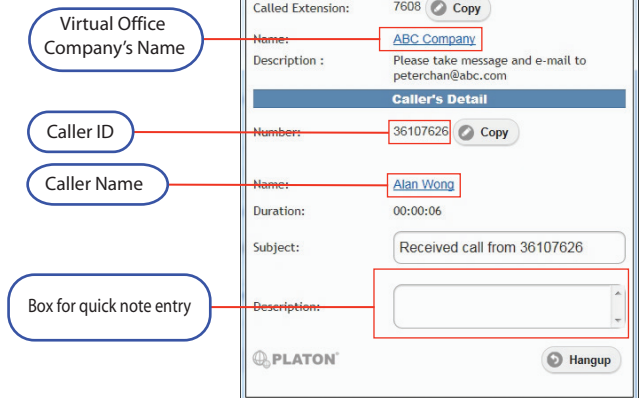 Called Extension: 7608 Copy
Virtual Office
Company's Name
Name: ABC Company
Description : Please take message and e-mail to
peterchan@abc.com
Caller's Detail
Caller ID
Number: 36107626 Copy
Caller Name
Name: Alan Wong
Duration: 00:00:06
Subject: Received call from 36107626
Box for quick note entry
Description:
PLATON
Hangup